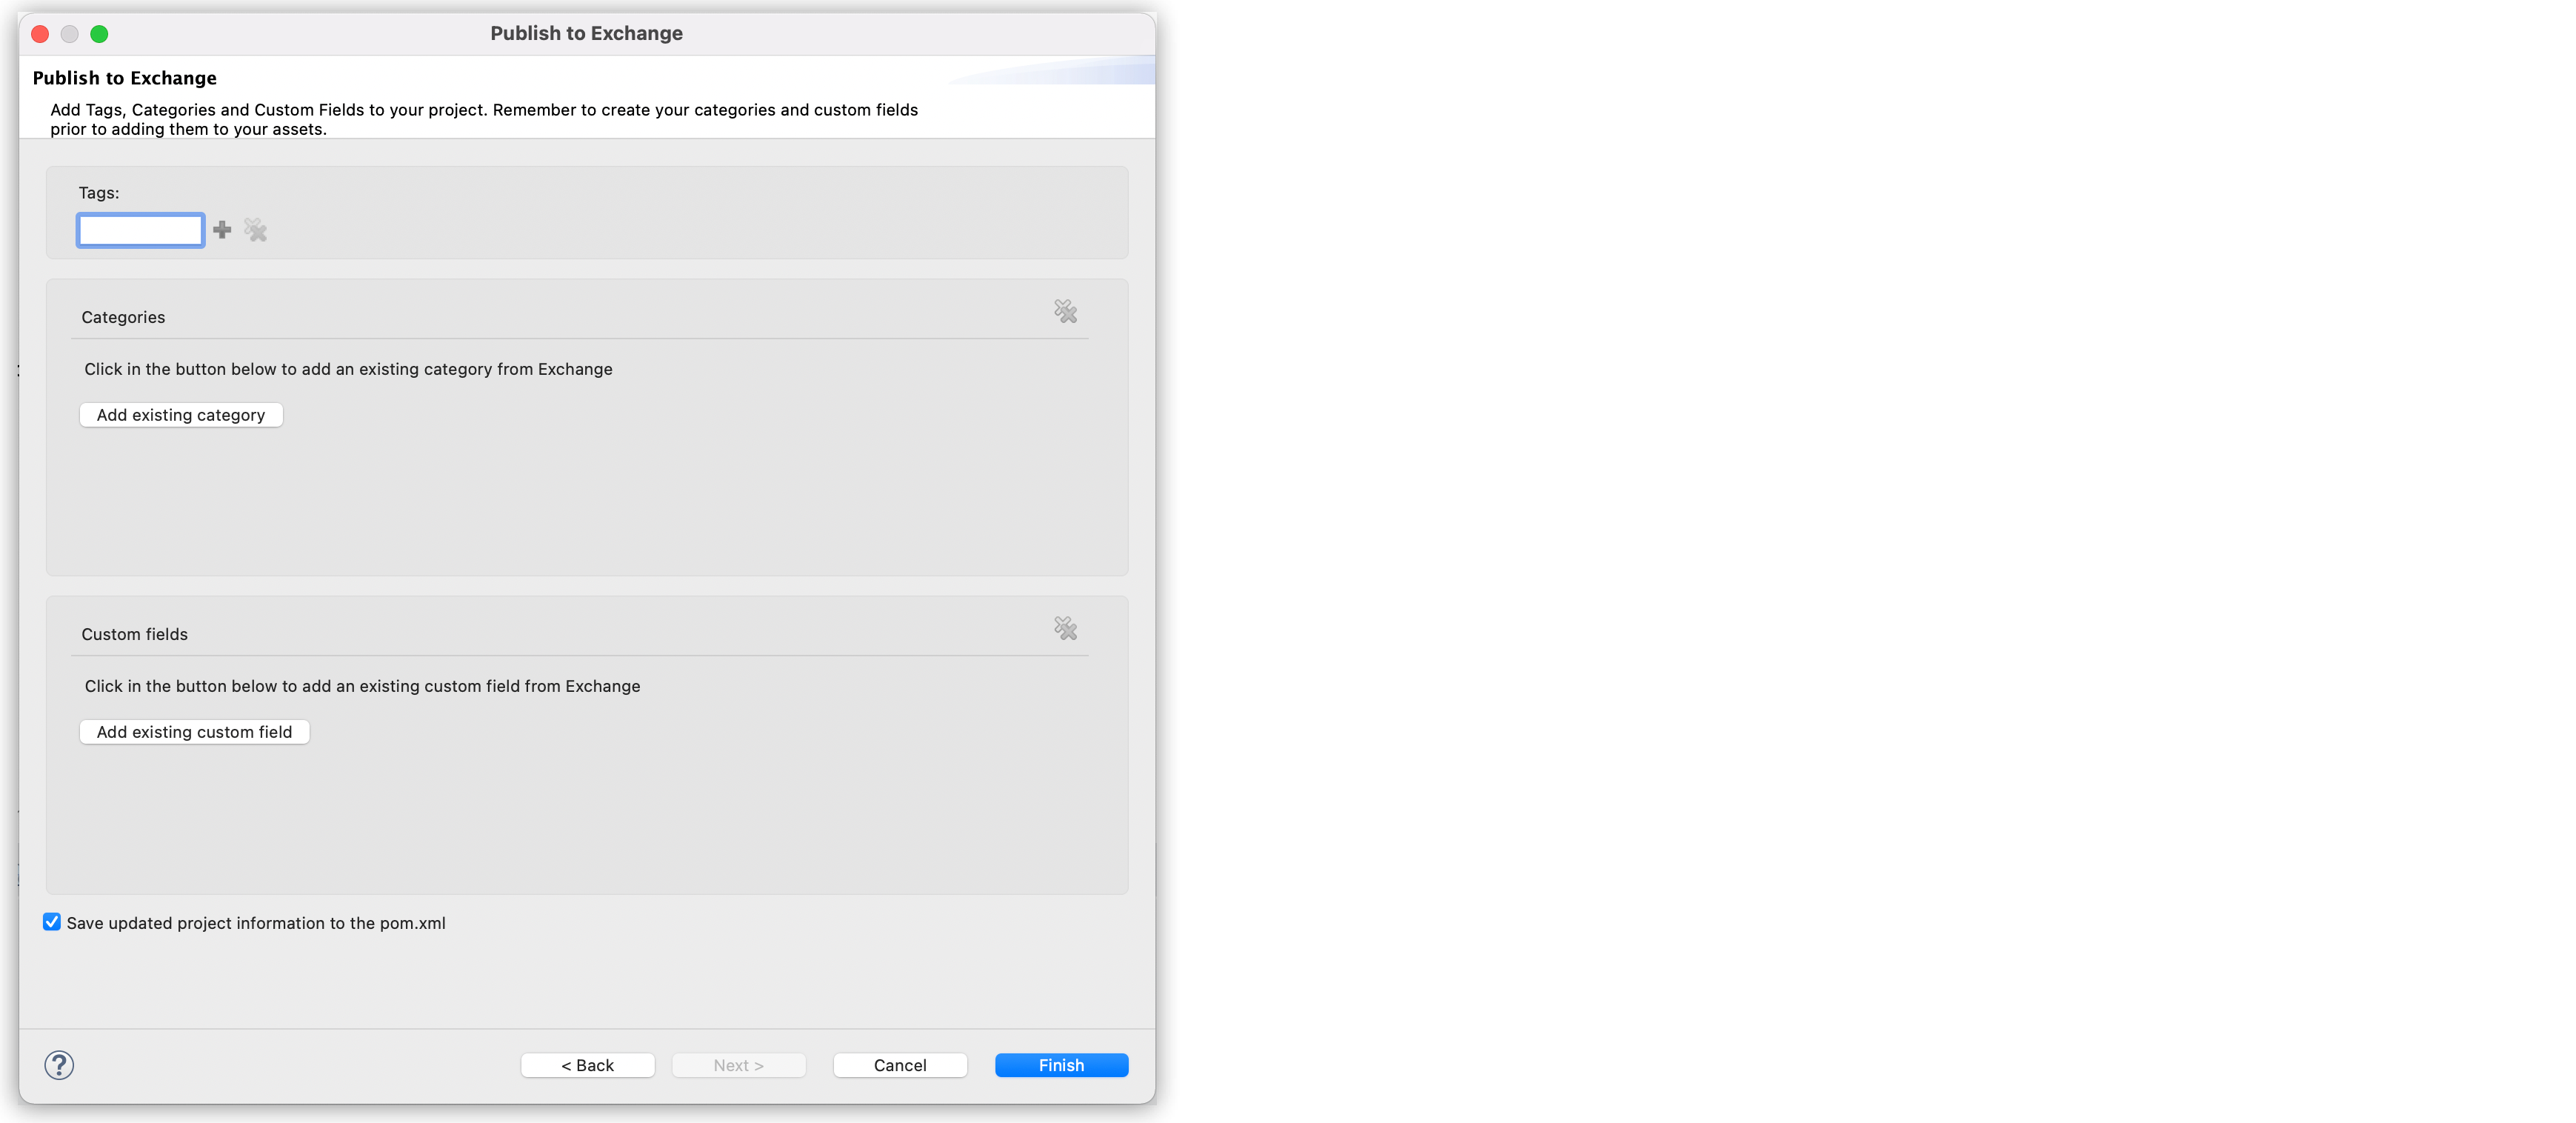 Publish to Exchange
Publish to Exchange
Add Tags, Categories and Custom Fields to your project. Remember to create your categories and custom fields
prior to adding them to your assets.
Tags:
Categories
Click in the button below to add an existing category from Exchange
Add existing category
Custom fields
Click in the button below to add an existing custom field from Exchange
Add existing custom field
Save updated project information to the pom.xml
? < Back Next > Cancel Finish